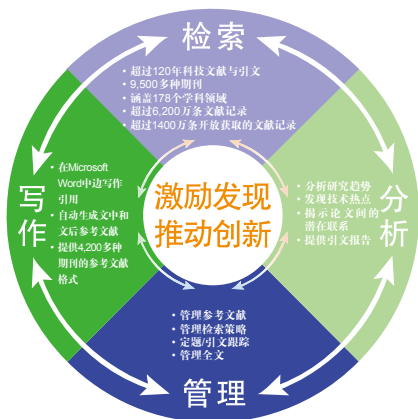 检索
• 超过120年科技文献与引文
• 9,500多种期刊
• 涵盖178个学科领域
• 超过6,200万条文献记录
• 超过1400万条开放获取的文献记录
写作
• 在Microsoft
Word中边写作
引用
• 自动生成文中和
文后参考文献
• 提供4,200多种
期刊的参考文献
格式
激励发现
推动创新
• 分析研究趋势
• 发现技术热点
• 揭示论文间的
潜在联系
• 提供引文报告
分析
• 管理参考文献
• 管理检索策略
• 定题/引文跟踪
• 管理全文
管理